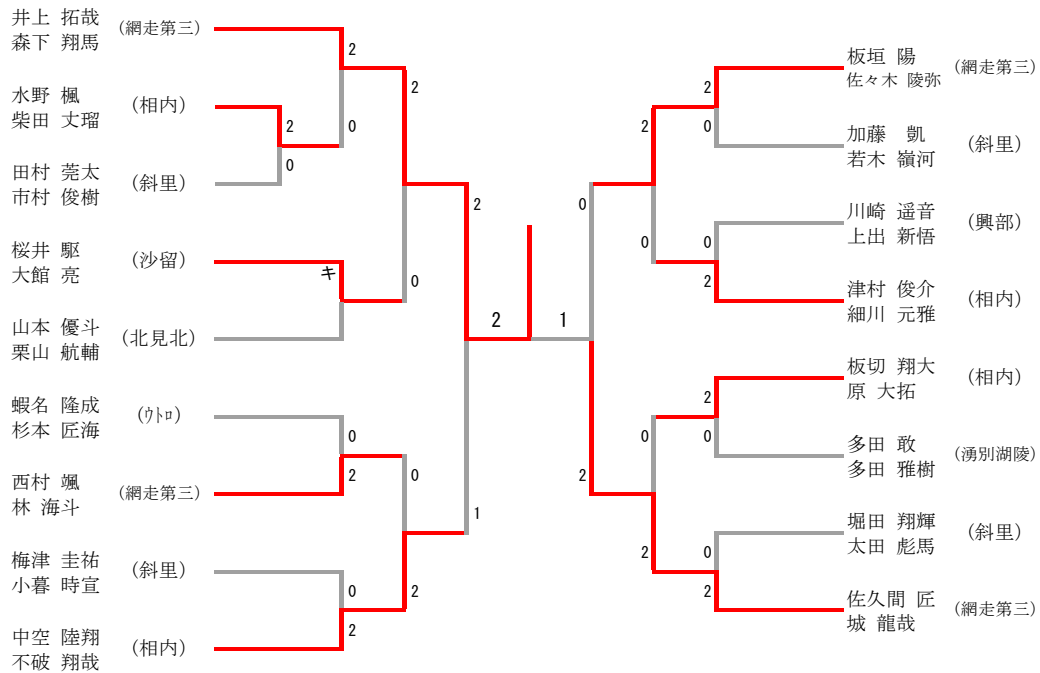 井上 拓哉
森下 翔馬
(網走第三)
2
水野 楓
柴田 丈瑠
(相内)
2
0
0
田村 莞太
市村 俊樹
(斜里)
2
桜井 駆
大館 亮
(沙留)
キ
0
山本 優斗
栗山 航輔
(北見北)
2
蝦名 隆成
杉本 匠海
(ｳﾄﾛ)
0
西村 颯
林 海斗
(網走第三)
2
0
1
梅津 圭祐
小暮 時宣
(斜里)
0
2
中空 陸翔
不破 翔哉
(相内)
2
2
1
板垣 陽
佐々木 陵弥
(網走第三)
2
2
0
加藤 凱
若木 嶺河
(斜里)
0
川崎 遥音
上出 新悟
(興部)
0
0
津村 俊介
細川 元雅
(相内)
2
板切 翔大
原 大拓
(相内)
2
0
0
多田 敢
多田 雅樹
(湧別湖陵)
2
堀田 翔輝
太田 彪馬
(斜里)
0
2
佐久間 匠
城 龍哉
(網走第三)
2